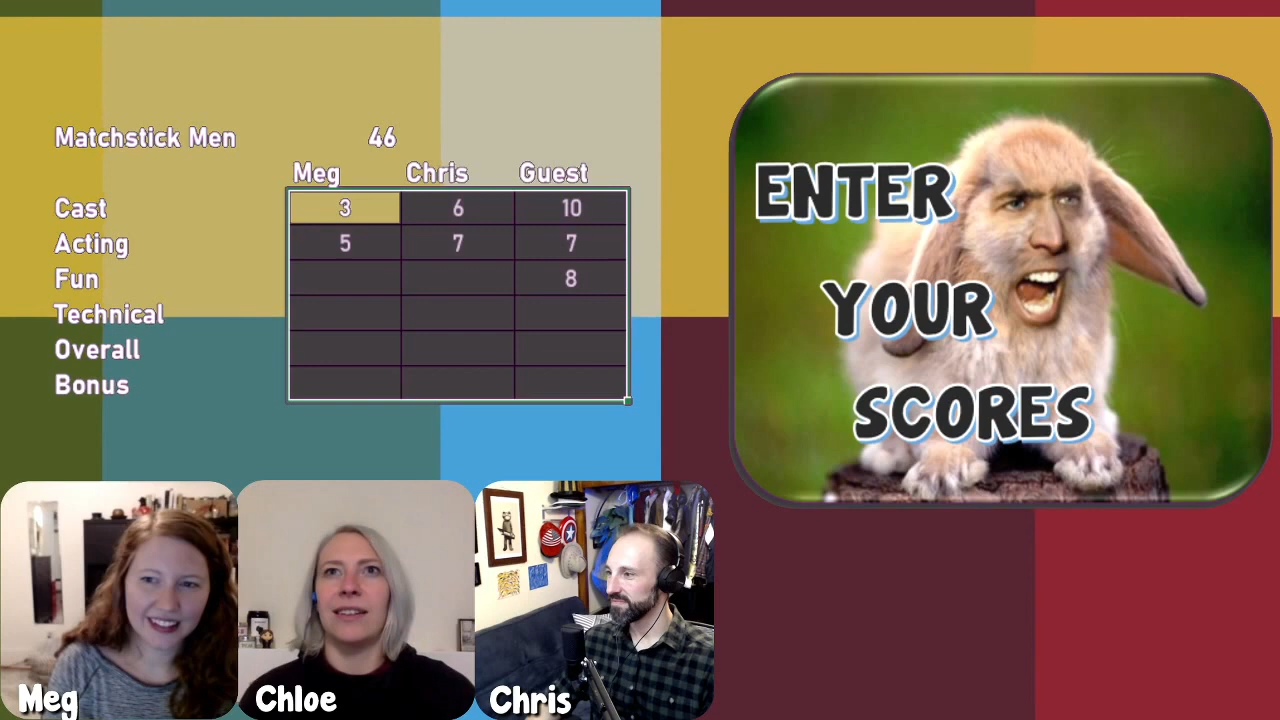 Matchstick Men 46
Meg Chris Guest
Cast 3 6 10
Acting 5 7 7
Fun 8
Technical
Overall
Bonus
ENTER
YOUR
SCORES
Meg
Chloe
Chris